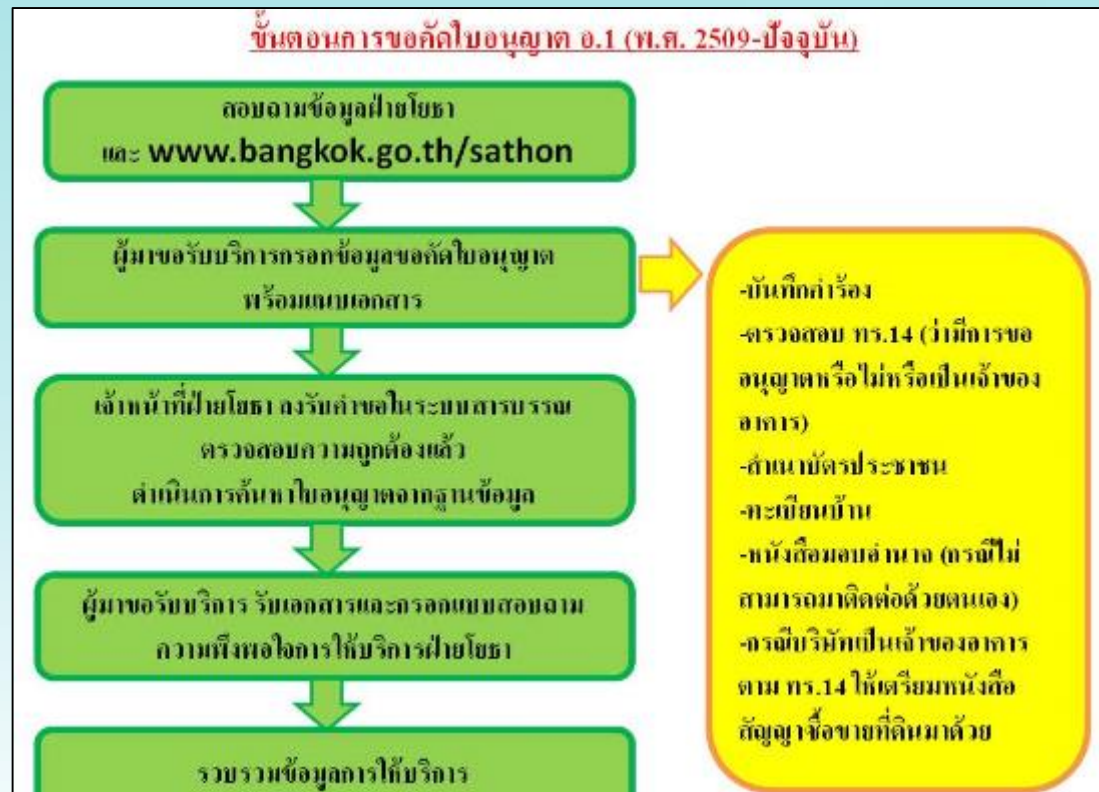 ขั้นตอนการขอคัดใบอนุญาต อ.1 (พ.ศ. 2509-ปัจจุบัน)
สอบถามข้อมูลฝ่ายโยธา
และ www.bangkok.go.th/sathon
ผู้มาขอรับบริการกรอกข้อมูลขอคัดใบอนุญาต
พร้อมแนบเอกสาร
เจ้าหน้าที่ฝ่ายโยธา ลงรับคำขอในระบบสารบรรณ
ตรวจสอบความถูกต้องแล้ว
ดำเนินการค้นหาใบอนุญาตจากฐานข้อมูล
ผู้มาขอรับบริการ รับเอกสารและกรอกแบบสอบถาม
ความพึงพอใจการให้บริการฝ่ายโยธา
รวบรวมข้อมูลการให้บริการ
-บันทึกคำร้อง
-ตรวจสอบ ทร.14 (ว่ามีการขอ
อนุญาตหรือไม่หรือเป็นเจ้าของ
อาคาร)
-สำเนาบัตรประชาชน
-ทะเบียนบ้าน
-หนังสือมอบอำนาจ (กรณีไม่
สามารถมาติดต่อด้วยตนเอง)
-กรณีบริษัทเป็นเจ้าของอาคาร
ตาม ทร.14 ให้เตรียมหนังสือ
สัญญาซื้อขายที่ดินมาด้วย